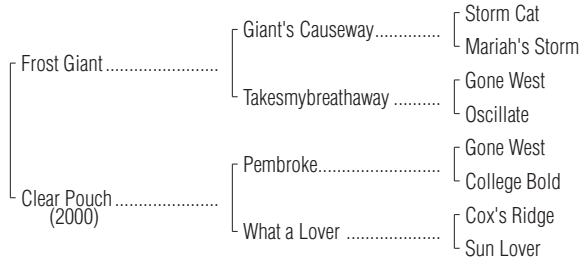 Storm Cat
Giant's Causeway..............
Mariah's Storm
Frost Giant........................
Gone West
Takesmybreathaway ..........
Oscillate
Gone West
Pembroke..........................
College Bold
Clear Pouch......................
(2000)
Cox's Ridge
What a Lover ....................
Sun Lover